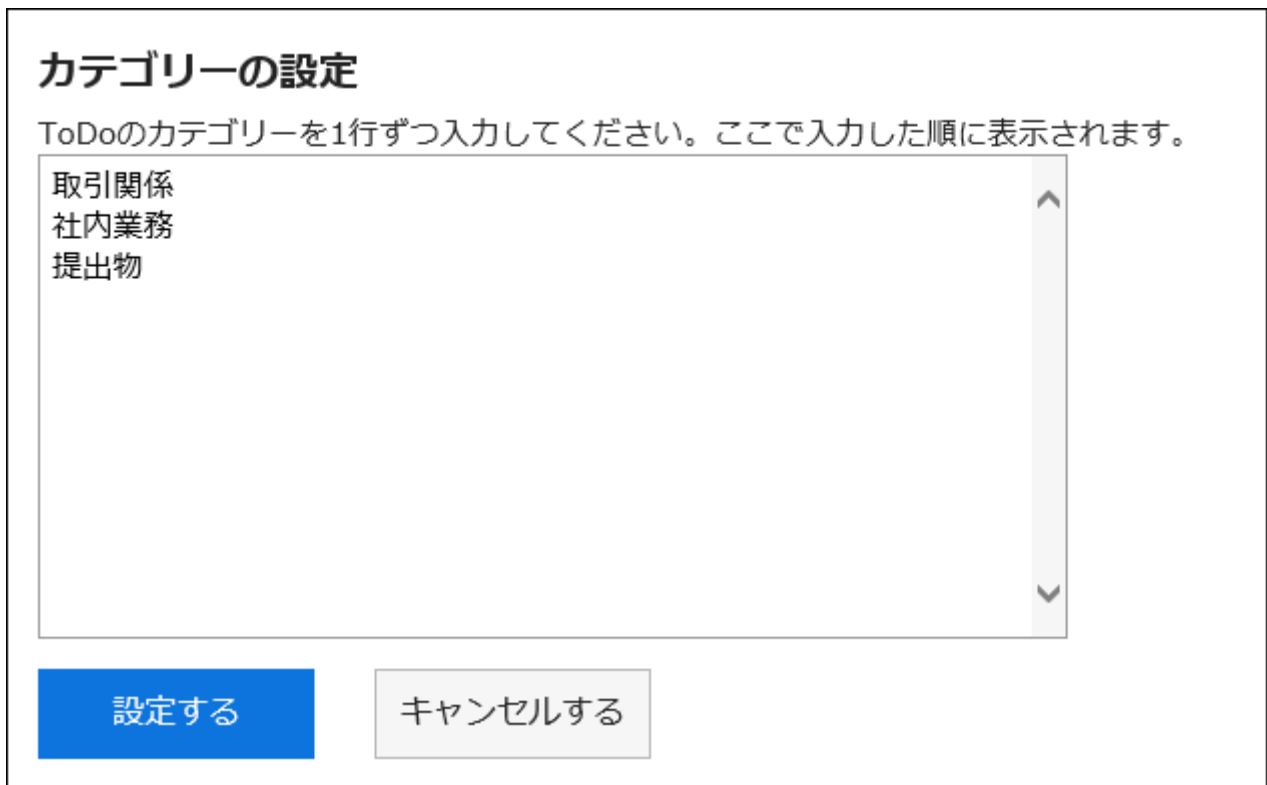 カテゴリーの設定
ToDoのカテゴリーを1行ずつ入力してください。ここで入力した順に表示されます。
取引関係
社内業務
提出物
設定する
キャンセルする